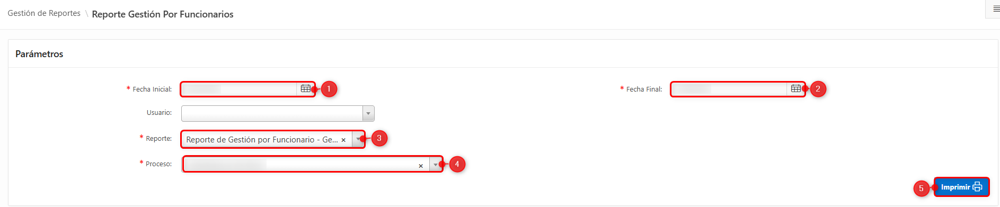 Gestión de Reportes \ Reporte Gestión Por Funcionarios
Parámetros
* Fecha Inicial: 1 * Fecha Final: 2
Usuario:
* Reporte: Reporte de Gestión por Funcionario - Ge... × 3
* Proceso: × 4
5 Imprimir